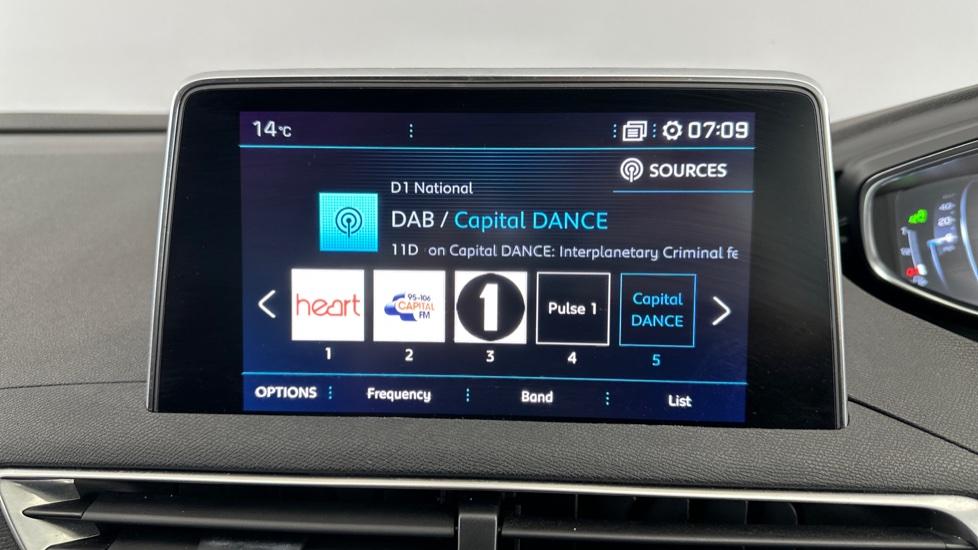 14°C 07:09
SOURCES
D1 National
DAB / Capital DANCE
11D on Capital DANCE: Interplanetary Criminal fe
heart
95-106
CAPITAL
FM
1
Pulse 1
Capital
DANCE
1 2 3 4 5
OPTIONS Frequency Band List